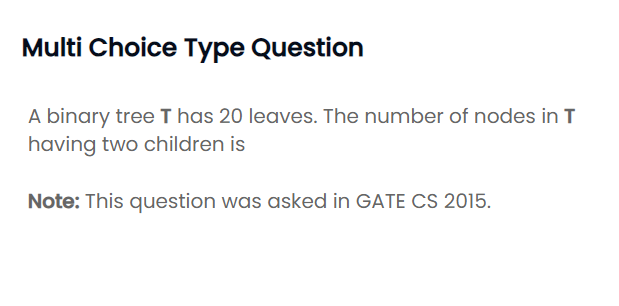 Multi Choice Type Question
A binary tree T has 20 leaves. The number of nodes in T
having two children is
Note: This question was asked in GATE CS 2015.